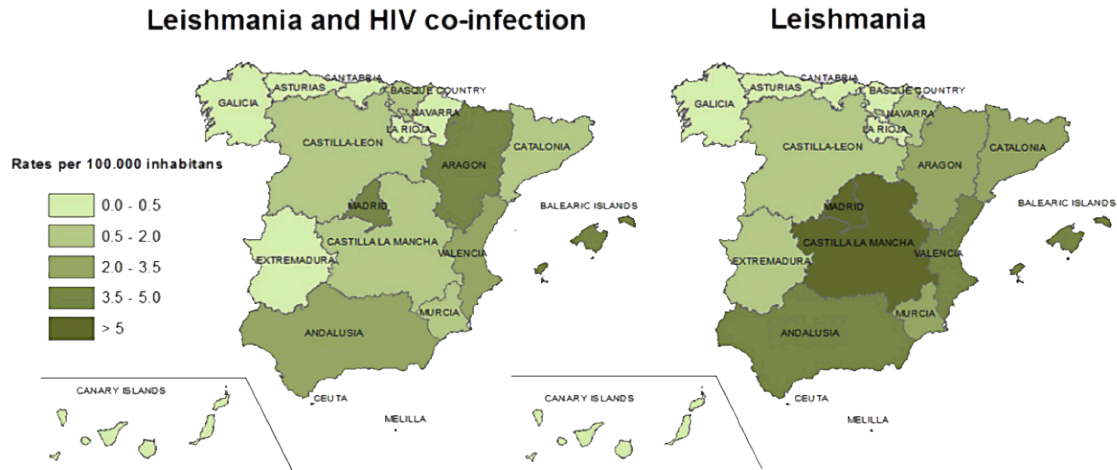 Leishmania and HIV co-infection
Leishmania
Rates per 100.000 inhabitans
0.0 - 0.5
0.5 - 2.0
2.0 - 3.5
3.5 - 5.0
> 5
GALICIA
ASTURIAS
CANTABRIA
BASQUE COUNTRY
NAVARRA
LA RIOJA
CASTILLA-LEON
ARAGON
CATALONIA
MADRID
BALEARIC ISLANDS
CASTILLA LA MANCHA
VALENCIA
EXTREMADURA
MURCIA
ANDALUSIA
CANARY ISLANDS
CEUTA
MELILLA
GALICIA
ASTURIAS
CANTABRIA
BASQUE COUNTRY
NAVARRA
LA RIOJA
CASTILLA-LEON
ARAGON
CATALONIA
MADRID
BALEARIC ISLANDS
CASTILLA LA MANCHA
VALENCIA
EXTREMADURA
MURCIA
ANDALUSIA
CANARY ISLANDS
CEUTA
MELILLA